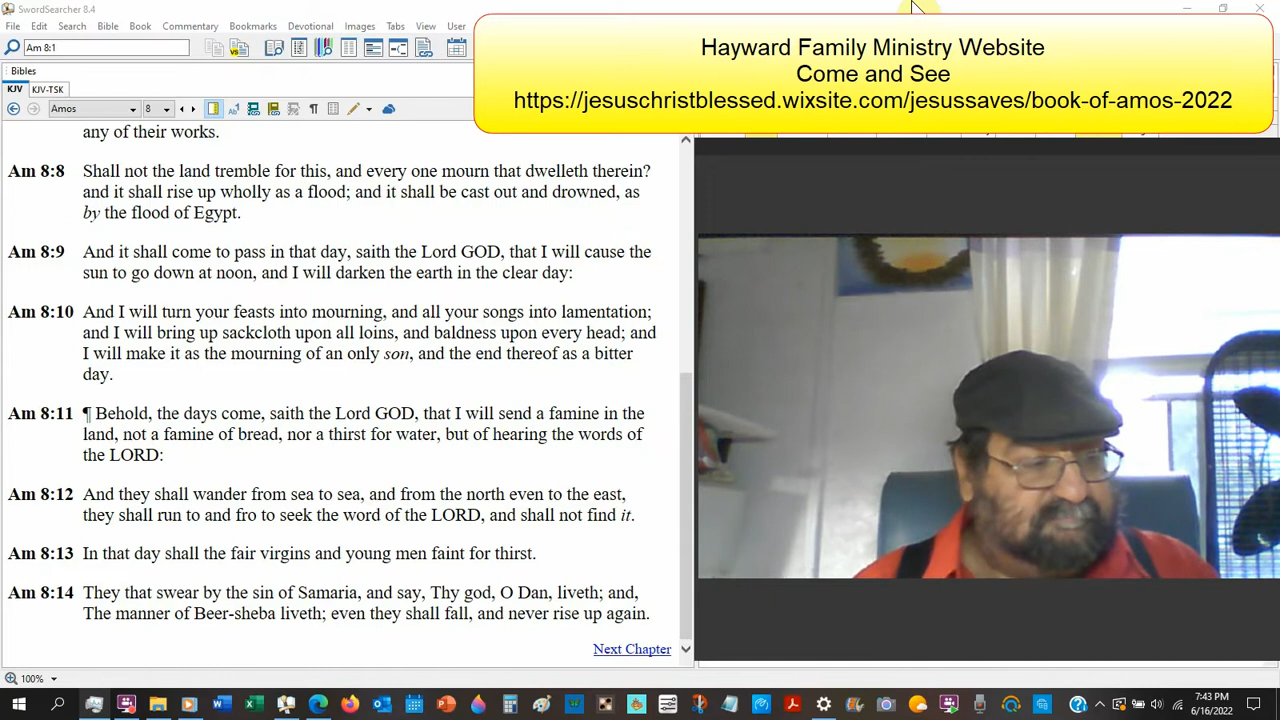 SwordSearcher 8.4
File Edit Search Bible Book Commentary Bookmarks Devotional Images Tabs View User
Hayward Family Ministry Website
Come and See
https://jesuschristblessed.wixsite.com/jesussaves/book-of-amos-2022
Am 8:1
Bibles
KJV KJV-TSK
Amos 8
any of their works.
Am 8:8 Shall not the land tremble for this, and every one mourn that dwelleth therein?
and it shall rise up wholly as a flood; and it shall be cast out and drowned, as
by the flood of Egypt.
Am 8:9 And it shall come to pass in that day, saith the Lord GOD, that I will cause the
sun to go down at noon, and I will darken the earth in the clear day:
Am 8:10 And I will turn your feasts into mourning, and all your songs into lamentation;
and I will bring up sackcloth upon all loins, and baldness upon every head; and
I will make it as the mourning of an only son, and the end thereof as a bitter
day.
Am 8:11 ¶ Behold, the days come, saith the Lord GOD, that I will send a famine in the
land, not a famine of bread, nor a thirst for water, but of hearing the words of
the LORD:
Am 8:12 And they shall wander from sea to sea, and from the north even to the east,
they shall run to and fro to seek the word of the LORD, and shall not find it.
Am 8:13 In that day shall the fair virgins and young men faint for thirst.
Am 8:14 They that swear by the sin of Samaria, and say, Thy god, O Dan, liveth; and,
The manner of Beer-sheba liveth; even they shall fall, and never rise up again.
Next Chapter
100%
7:43 PM
6/16/2022